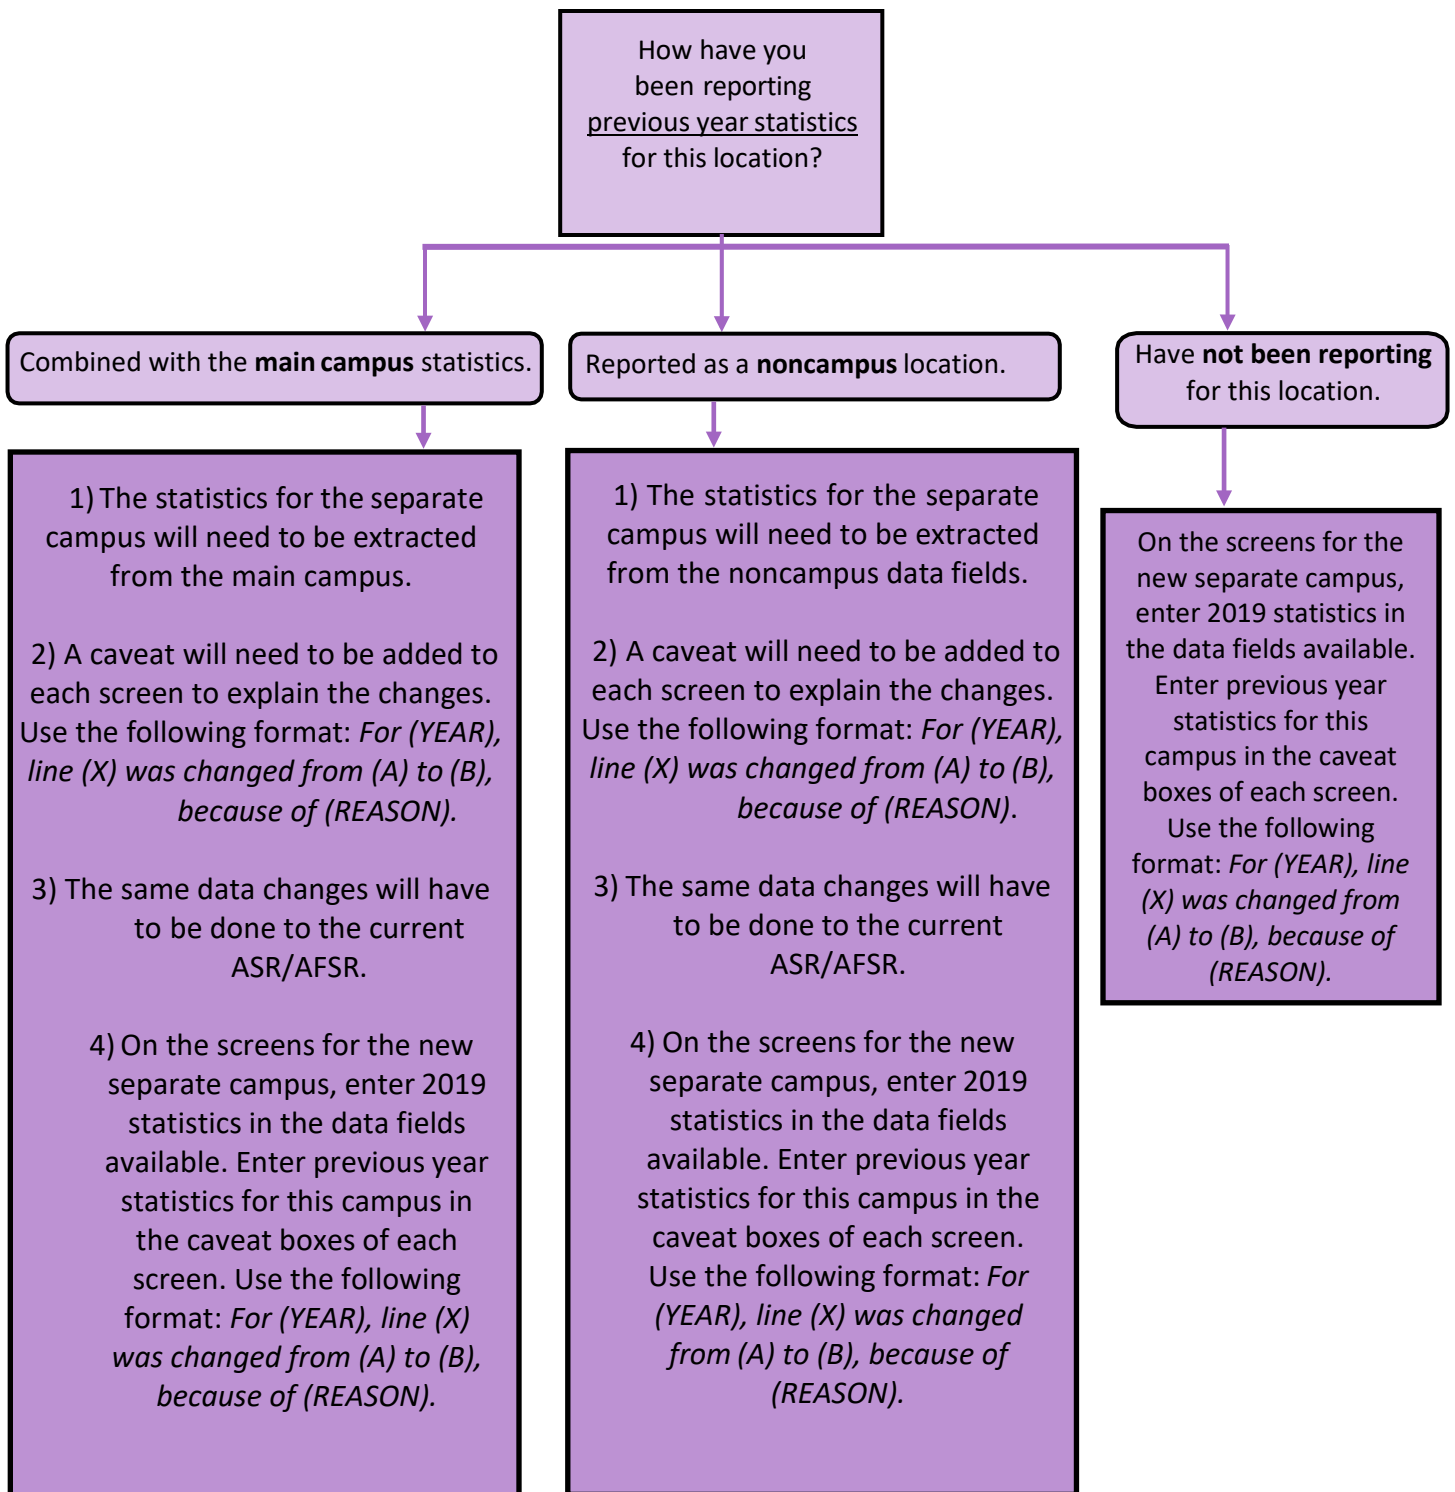 How have you
been reporting
previous year statistics
for this location?
Combined with the main campus statistics.
1) The statistics for the separate
campus will need to be extracted
from the main campus.
2) A caveat will need to be added to
each screen to explain the changes.
Use the following format: For (YEAR),
line (X) was changed from (A) to (B),
because of (REASON).
3) The same data changes will have
to be done to the current
ASR/AFSR.
4) On the screens for the new
separate campus, enter 2019
statistics in the data fields
available. Enter previous year
statistics for this campus in
the caveat boxes of each
screen. Use the following
format: For (YEAR), line (X)
was changed from (A) to (B),
because of (REASON).
Reported as a noncampus location.
1) The statistics for the separate
campus will need to be extracted
from the noncampus data fields.
2) A caveat will need to be added to
each screen to explain the changes.
Use the following format: For (YEAR),
line (X) was changed from (A) to (B),
because of (REASON).
3) The same data changes will have
to be done to the current
ASR/AFSR.
4) On the screens for the new
separate campus, enter 2019
statistics in the data fields
available. Enter previous year
statistics for this campus in the
caveat boxes of each screen.
Use the following format: For
(YEAR), line (X) was changed
from (A) to (B), because of
(REASON).
Have not been reporting
for this location.
On the screens for the
new separate campus,
enter 2019 statistics in
the data fields available.
Enter previous year
statistics for this
campus in the caveat
boxes of each screen.
Use the following
format: For (YEAR), line
(X) was changed from
(A) to (B), because of
(REASON).